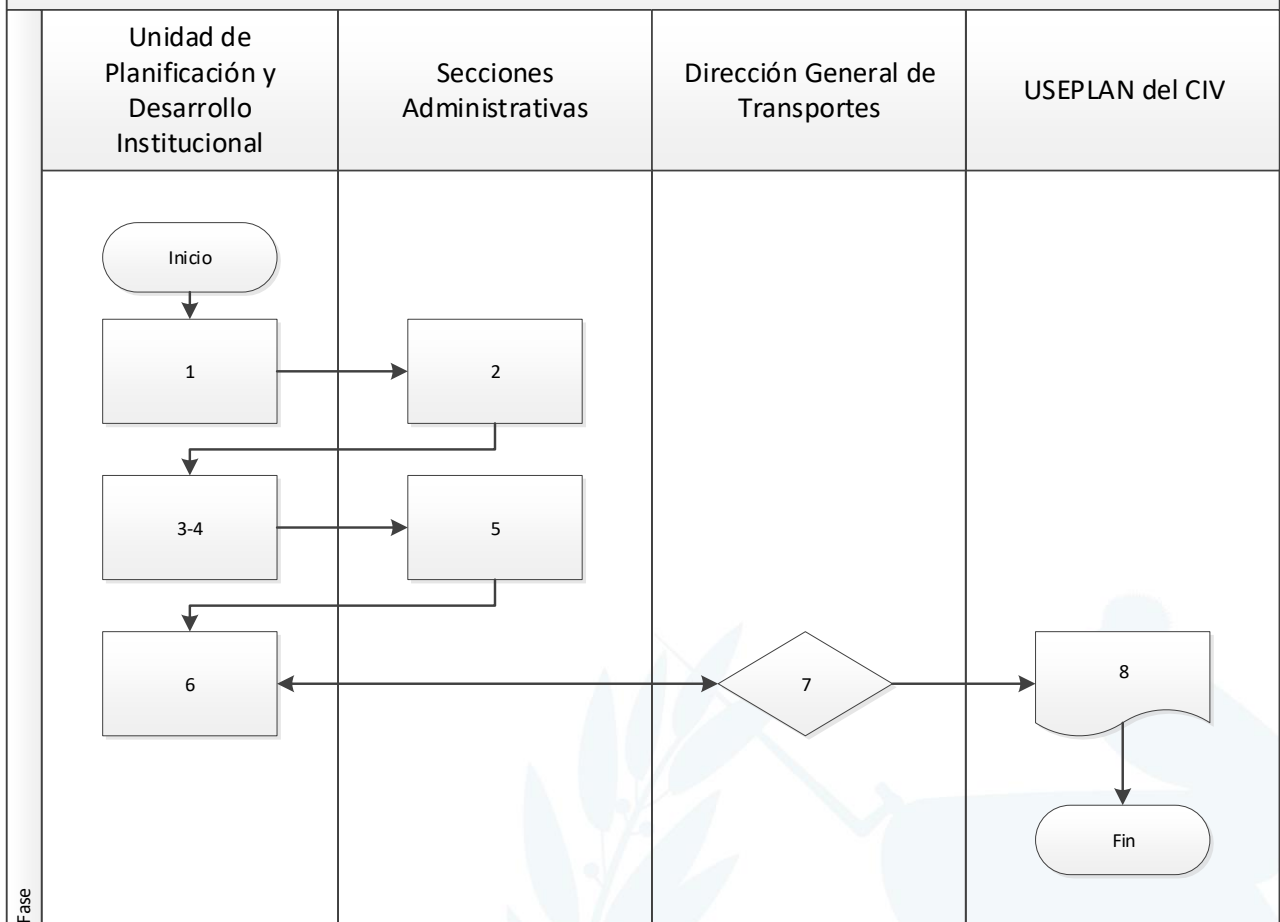 Unidad de
Planificación y
Desarrollo
Institucional
Secciones
Administrativas
Dirección General de
Transportes
USEPLAN del CIV
Inicio
1
2
3-4
5
6
7
8
Fin
Fase